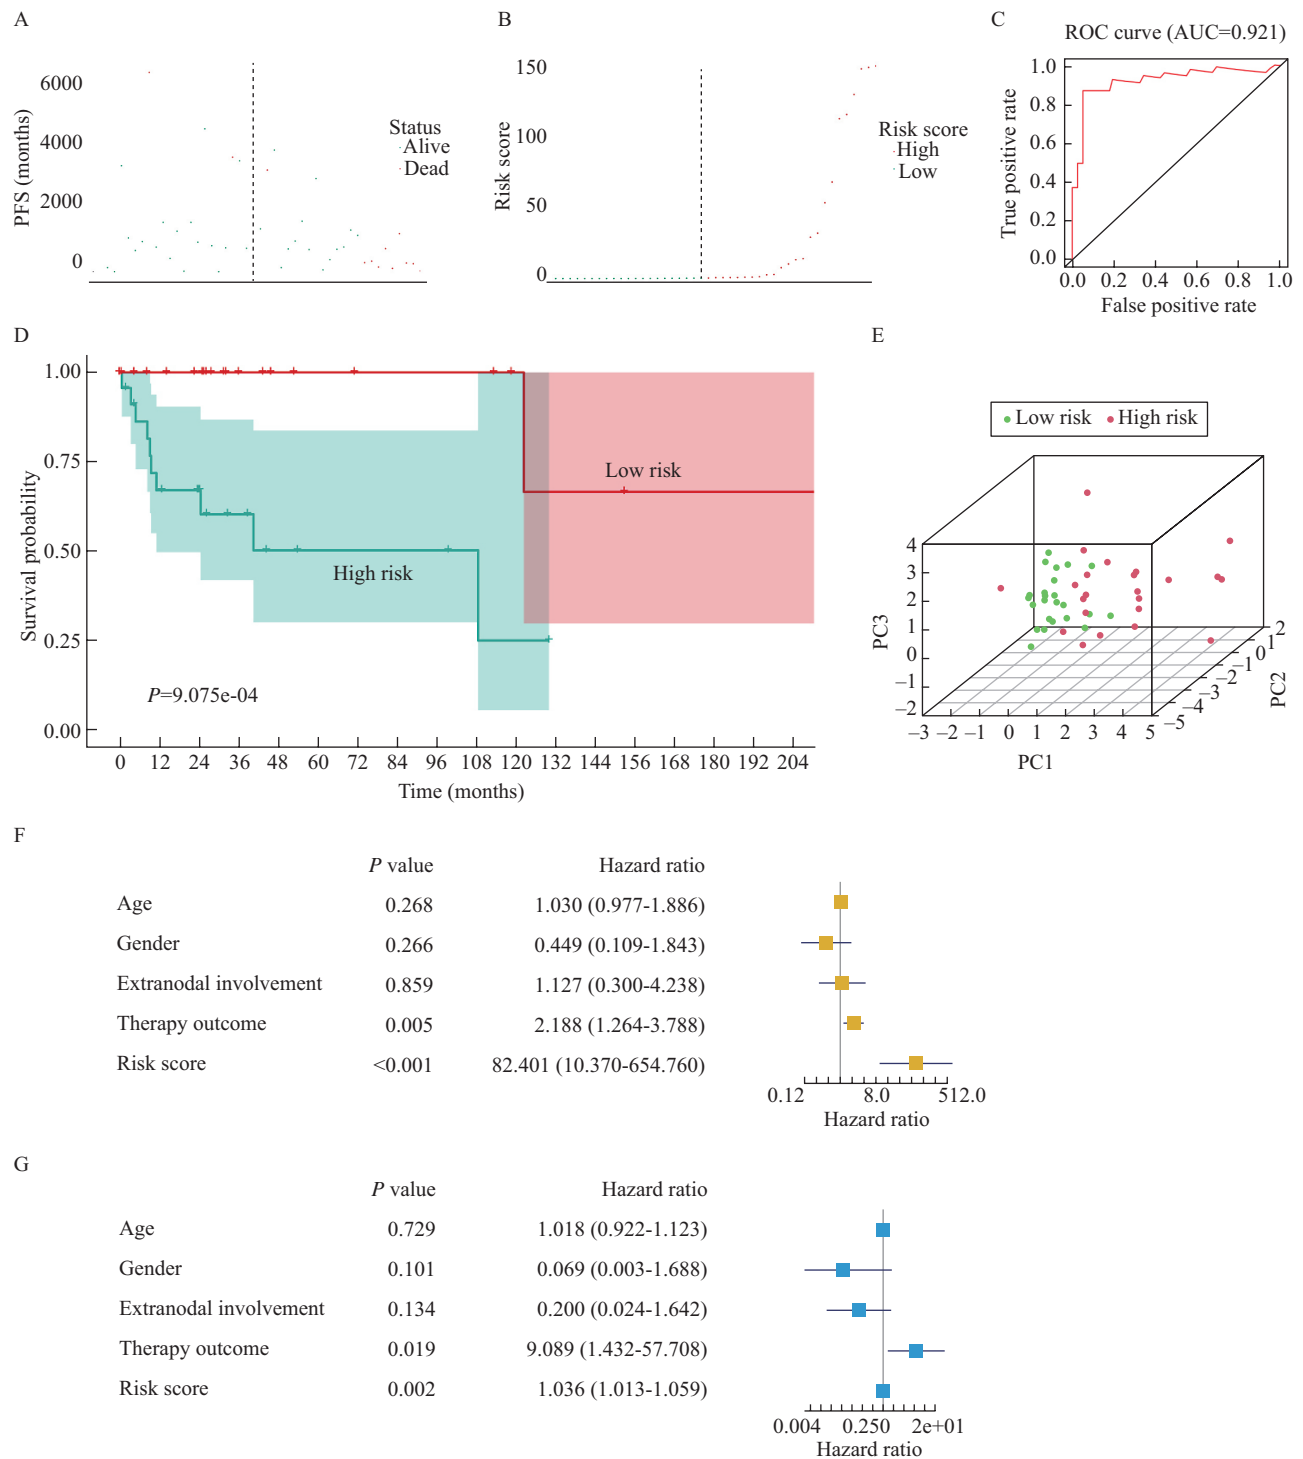 A
6000
4000
2000
0
PFS (months)
Status
Alive
Dead
B
150
100
50
0
Risk score
Risk score
High
Low
C
ROC curve (AUC=0.921)
1.0
0.8
0.6
0.4
0.2
0.0
True positive rate
0.0 0.2 0.4 0.6 0.8 1.0
False positive rate
D
1.00
0.75
0.50
0.25
0.00
Survival probability
Low risk
High risk
P=9.075e-04
0 12 24 36 48 60 72 84 96 108 120 132 144 156 168 180 192 204
Time (months)
E
Low risk High risk
4
3
2
1
0
−1
−2
PC3
−3 −2 −1 0 1 2 3 4 5
PC1
−5
−4
−3
−2
−1
0
1
2
PC2
F
P value Hazard ratio
Age 0.268 1.030 (0.977-1.886)
Gender 0.266 0.449 (0.109-1.843)
Extranodal involvement 0.859 1.127 (0.300-4.238)
Therapy outcome 0.005 2.188 (1.264-3.788)
Risk score <0.001 82.401 (10.370-654.760)
0.12 8.0 512.0
Hazard ratio
G
P value Hazard ratio
Age 0.729 1.018 (0.922-1.123)
Gender 0.101 0.069 (0.003-1.688)
Extranodal involvement 0.134 0.200 (0.024-1.642)
Therapy outcome 0.019 9.089 (1.432-57.708)
Risk score 0.002 1.036 (1.013-1.059)
0.004 0.250 2e+01
Hazard ratio